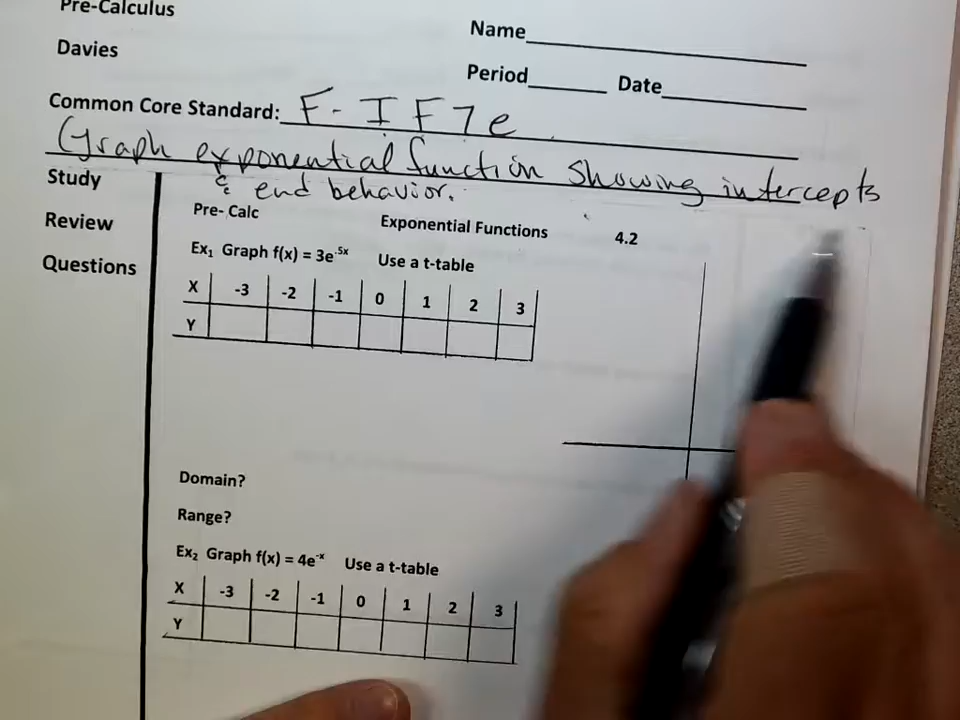 Pre-Calculus
Name
Davies
Period Date
Common Core Standard: F-IF7e
Graph exponential function showing intercepts
& end behavior.
Study
Review
Questions
Pre- Calc Exponential Functions 4.2
Ex₁ Graph f(x) = 3e^.5x Use a t-table
X -3 -2 -1 0 1 2 3
Y
Domain?
Range?
Ex₂ Graph f(x) = 4e^-x Use a t-table
X -3 -2 -1 0 1 2 3
Y